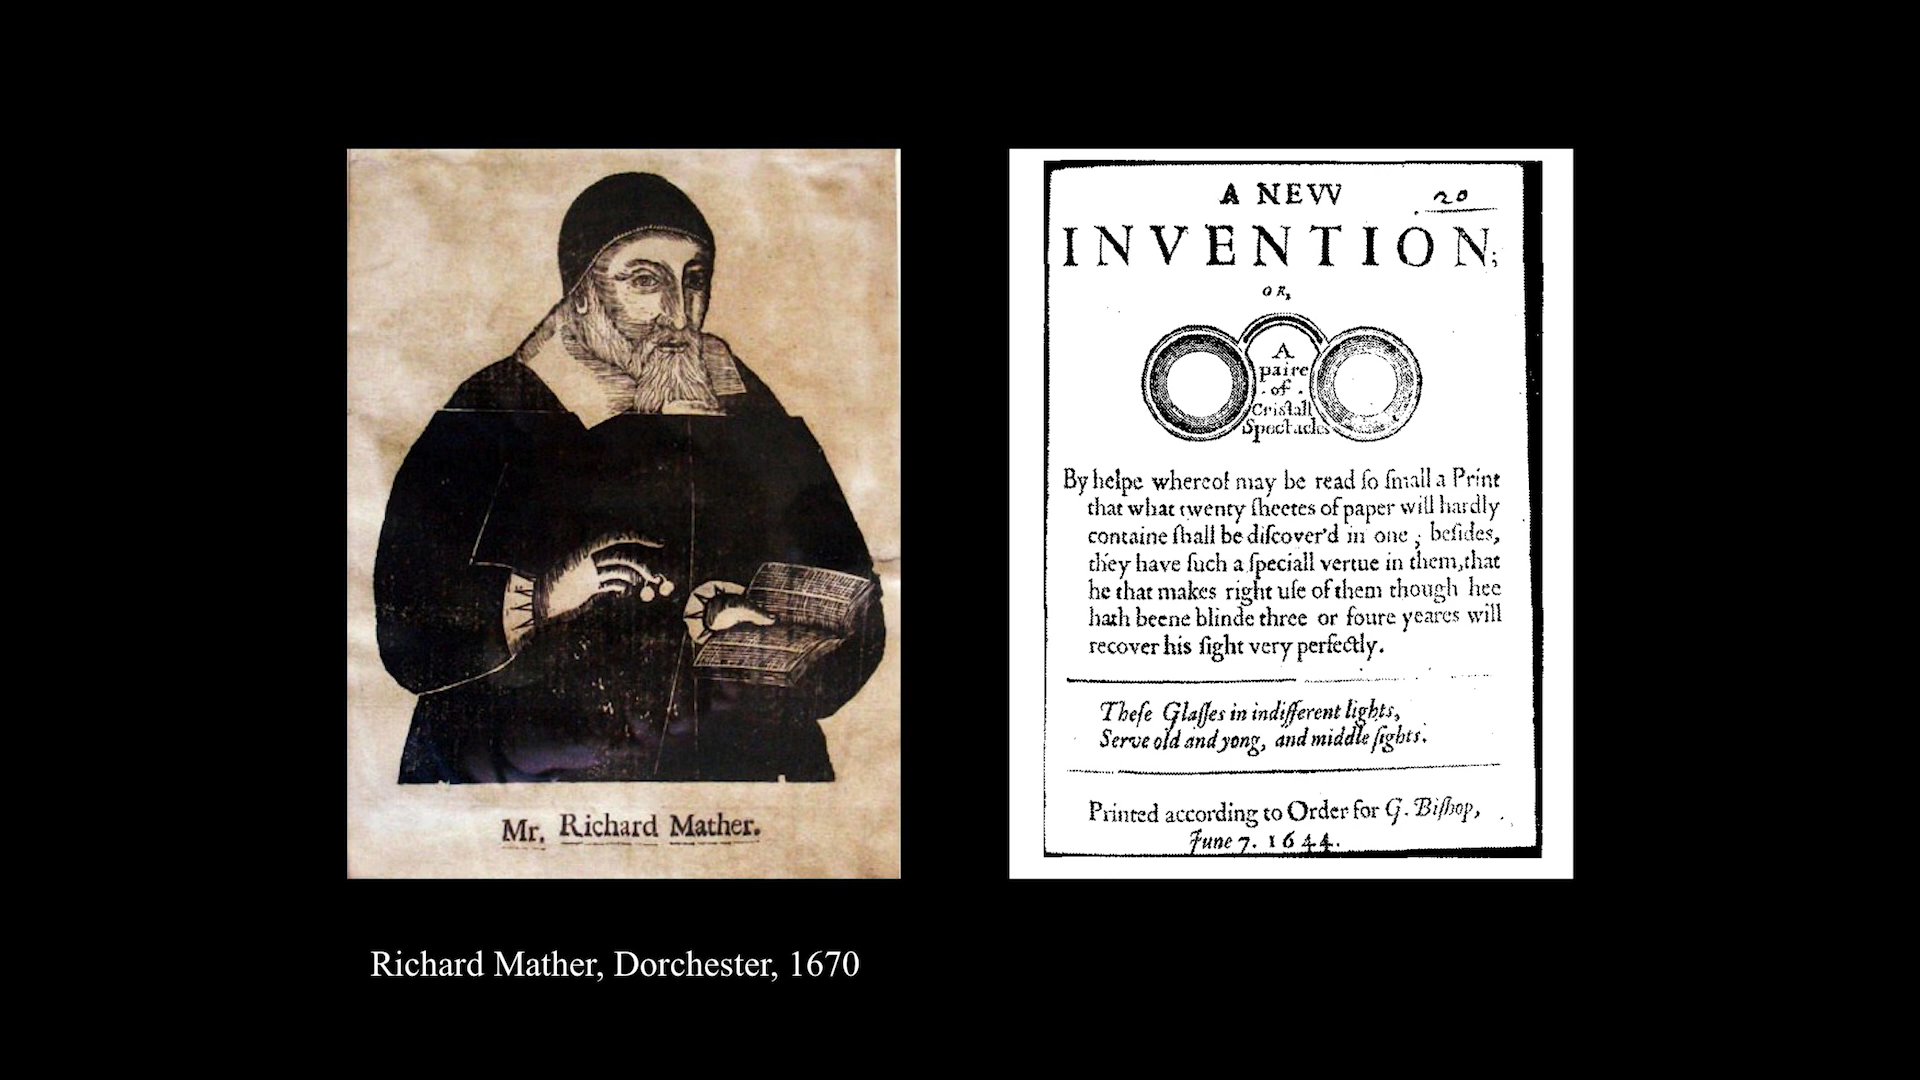 Mr. Richard Mather.
Richard Mather, Dorchester, 1670
A NEVV
20
INVENTION;
OR,
A
paire
of
Cristall
Spectacles
By helpe whereof may be read ſo ſmall a Print
that what twenty ſheetes of paper will hardly
containe ſhall be diſcover'd in one; beſides,
they have ſuch a ſpeciall vertue in them, that
he that makes right uſe of them though hee
hath beene blinde three or foure yeares will
recover his ſight very perfectly.
Theſe Glaſſes in indifferent lights,
Serve old and yong, and middle ſights.
Printed according to Order for G. Biſhop,
June 7. 1644.